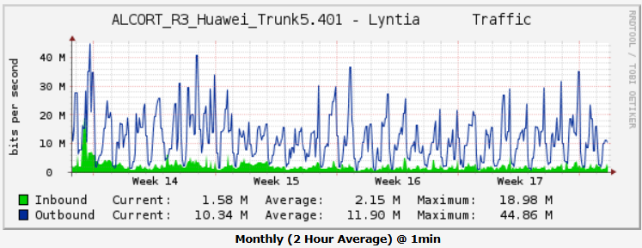 ALCORT_R3_Huawei_Trunk5.401 - Lyntia Traffic
RRDTOOL / TOBI OETIKER
bits per second
40 M
30 M
20 M
10 M
0
Week 14 Week 15 Week 16 Week 17
Inbound Current: 1.58 M Average: 2.15 M Maximum: 18.98 M
Outbound Current: 10.34 M Average: 11.90 M Maximum: 44.86 M
Monthly (2 Hour Average) @ 1min